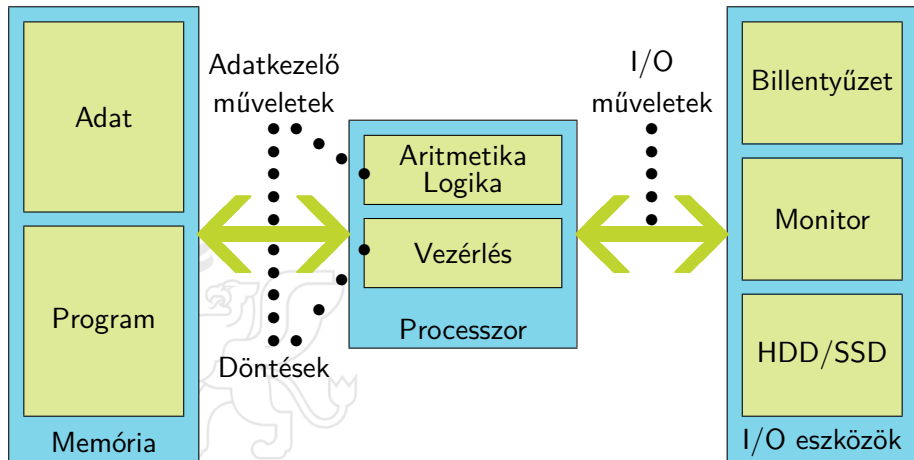 Adat
Program
Memória
Adatkezelő
műveletek
Döntések
Aritmetika
Logika
Vezérlés
Processzor
I/O
műveletek
Billentyűzet
Monitor
HDD/SSD
I/O eszközök